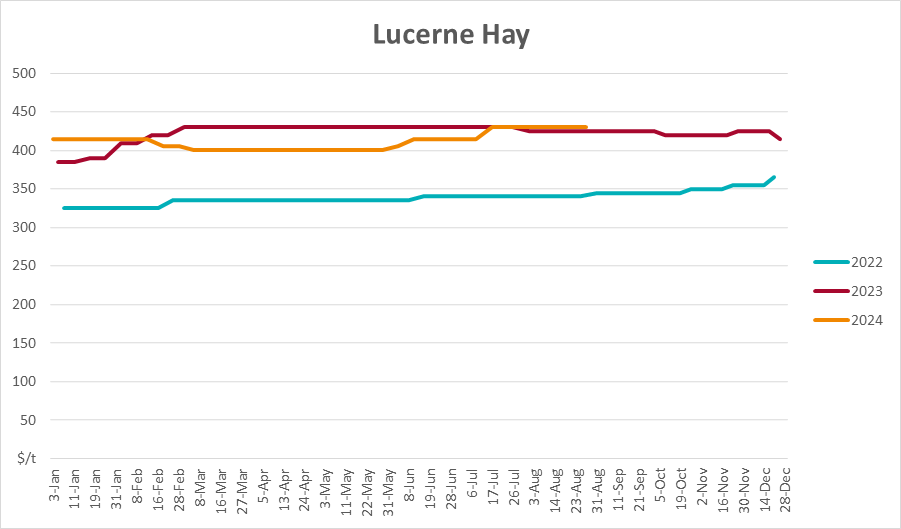 Lucerne Hay
500
450
400
350
300
250
200
150
100
50
$/t
3-Jan
11-Jan
19-Jan
31-Jan
8-Feb
16-Feb
28-Feb
8-Mar
16-Mar
27-Mar
5-Apr
13-Apr
24-Apr
3-May
11-May
22-May
31-May
8-Jun
19-Jun
28-Jun
6-Jul
17-Jul
26-Jul
3-Aug
14-Aug
23-Aug
31-Aug
11-Sep
21-Sep
5-Oct
19-Oct
2-Nov
16-Nov
30-Nov
14-Dec
28-Dec
2022
2023
2024